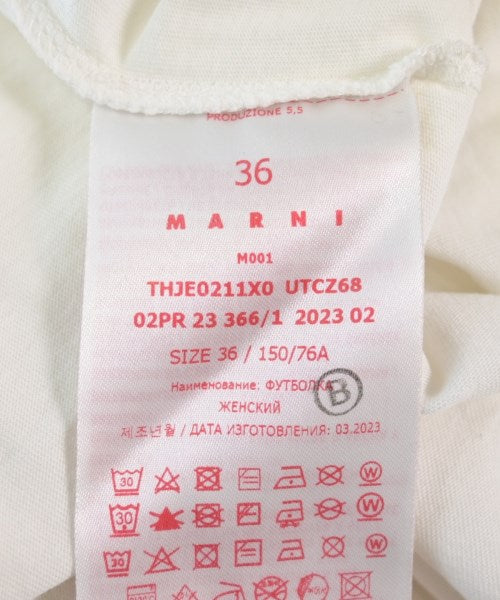 PRODUZIONE 5,5
36
MARNI
M001
THJE0211X0 UTCZ68
02PR 23 366/1 2023 02
SIZE 36 / 150/76A
Наименование: ФУТБОЛКА
B
ЖЕНСКИЙ
제조년월 / ДАТА ИЗГОТОВЛЕНИЯ: 03.2023
30 W
30 W
30 W